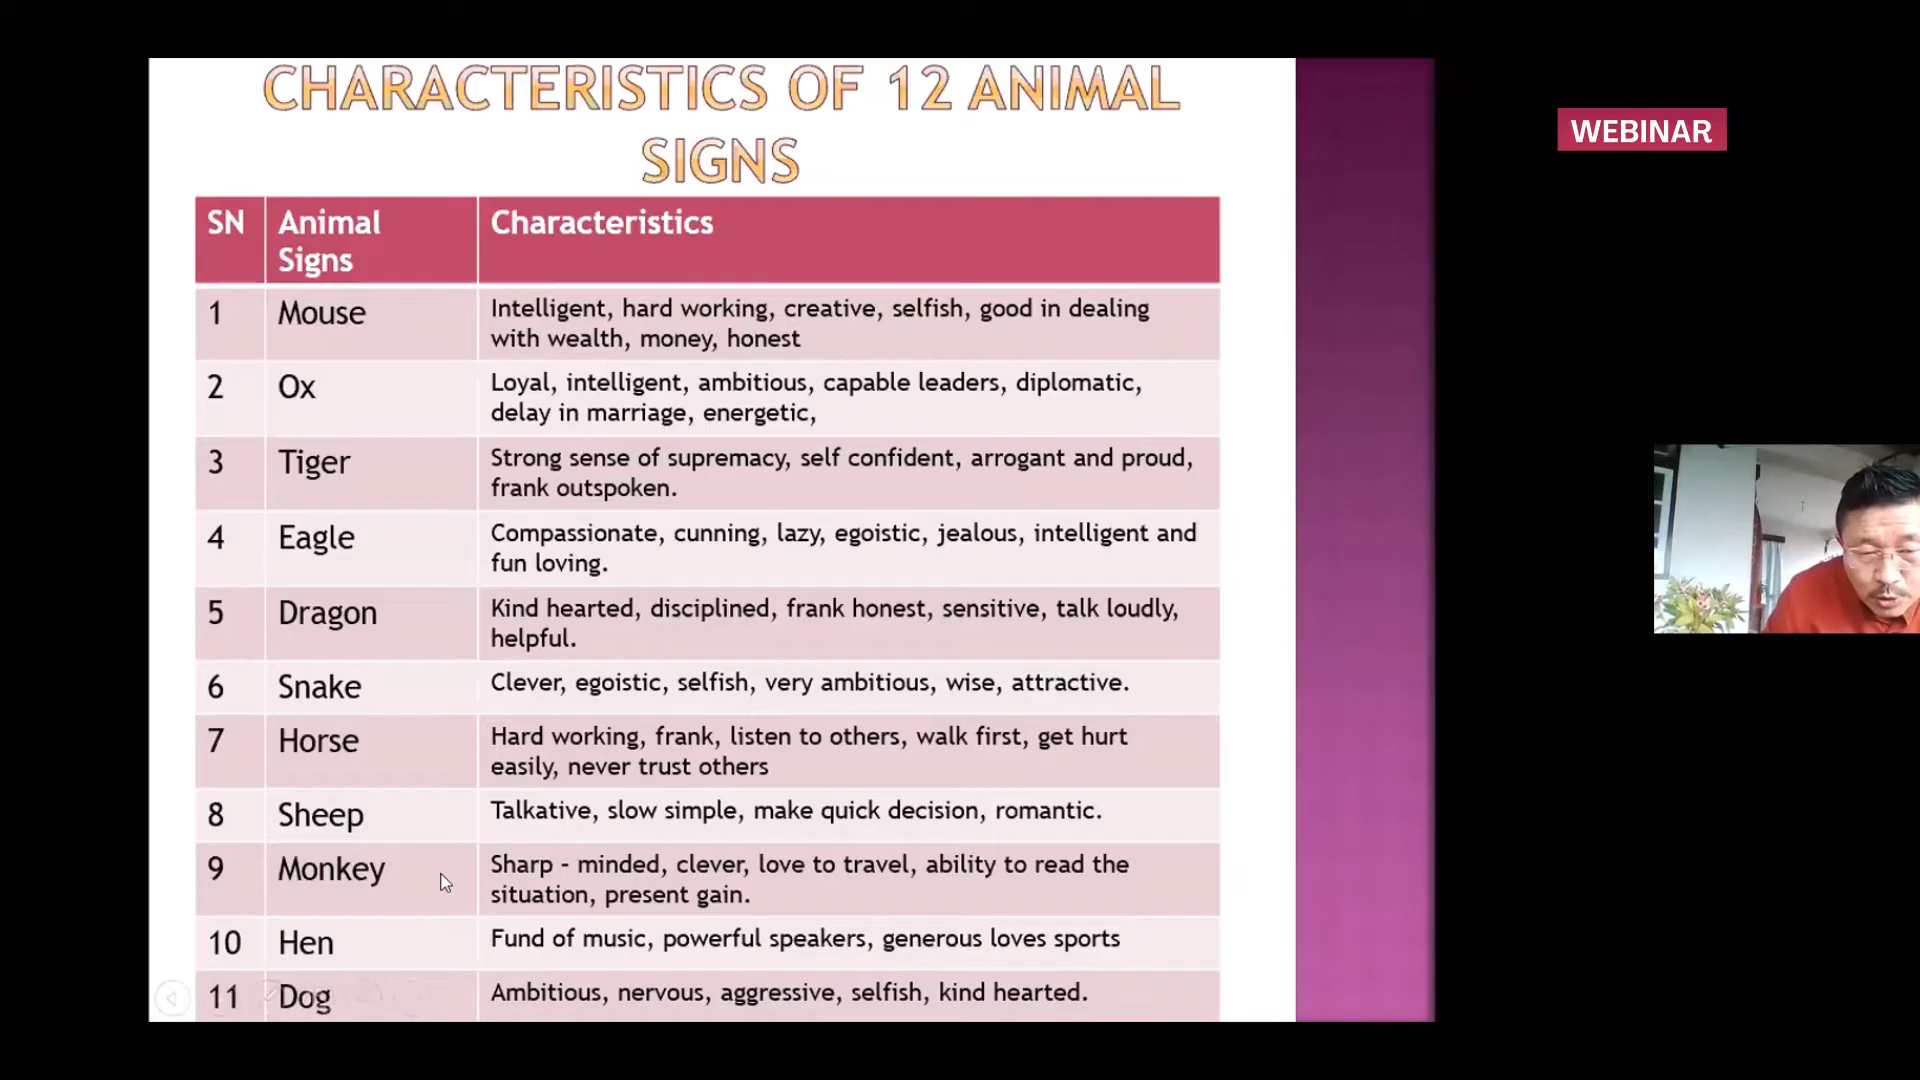 CHARACTERISTICS OF 12 ANIMAL
SIGNS
WEBINAR
SN Animal Characteristics
Signs
1 Mouse Intelligent, hard working, creative, selfish, good in dealing
with wealth, money, honest
2 Ox Loyal, intelligent, ambitious, capable leaders, diplomatic,
delay in marriage, energetic,
3 Tiger Strong sense of supremacy, self confident, arrogant and proud,
frank outspoken.
4 Eagle Compassionate, cunning, lazy, egoistic, jealous, intelligent and
fun loving.
5 Dragon Kind hearted, disciplined, frank honest, sensitive, talk loudly,
helpful.
6 Snake Clever, egoistic, selfish, very ambitious, wise, attractive.
7 Horse Hard working, frank, listen to others, walk first, get hurt
easily, never trust others
8 Sheep Talkative, slow simple, make quick decision, romantic.
9 Monkey Sharp - minded, clever, love to travel, ability to read the
situation, present gain.
10 Hen Fund of music, powerful speakers, generous loves sports
11 Dog Ambitious, nervous, aggressive, selfish, kind hearted.